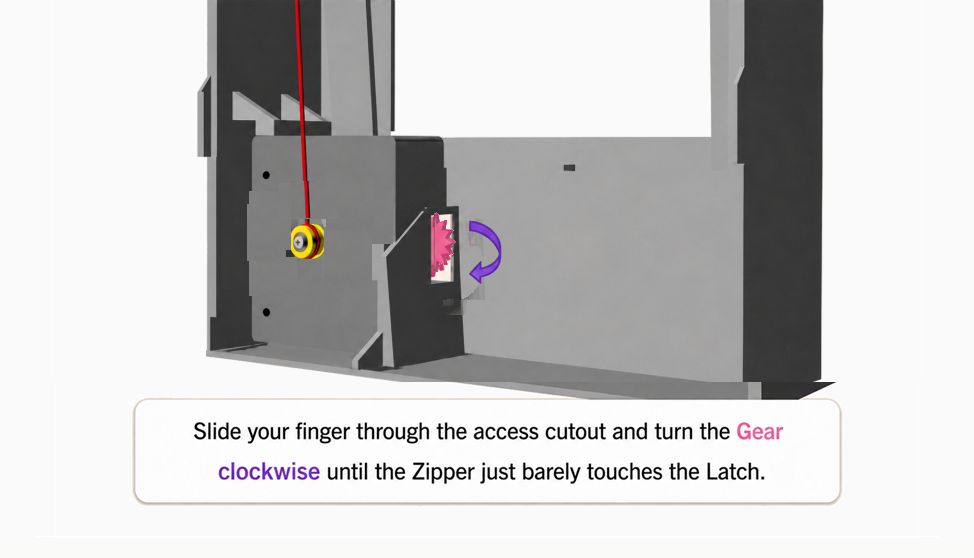 Slide your finger through the access cutout and turn the Gear
clockwise until the Zipper just barely touches the Latch.